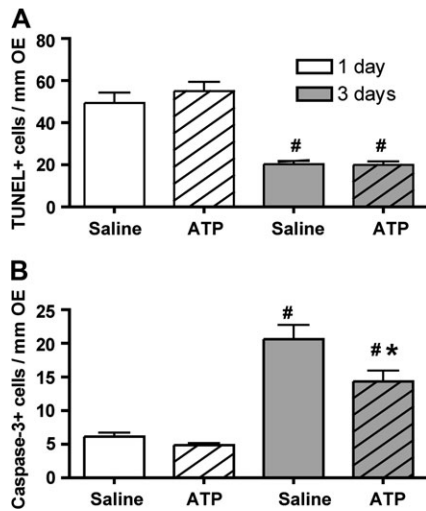 A
TUNEL+ cells / mm OE
80
60
40
20
0
1 day
3 days
# #
Saline ATP Saline ATP
B
Caspase-3+ cells / mm OE
25
20
15
10
5
0
#
# *
Saline ATP Saline ATP